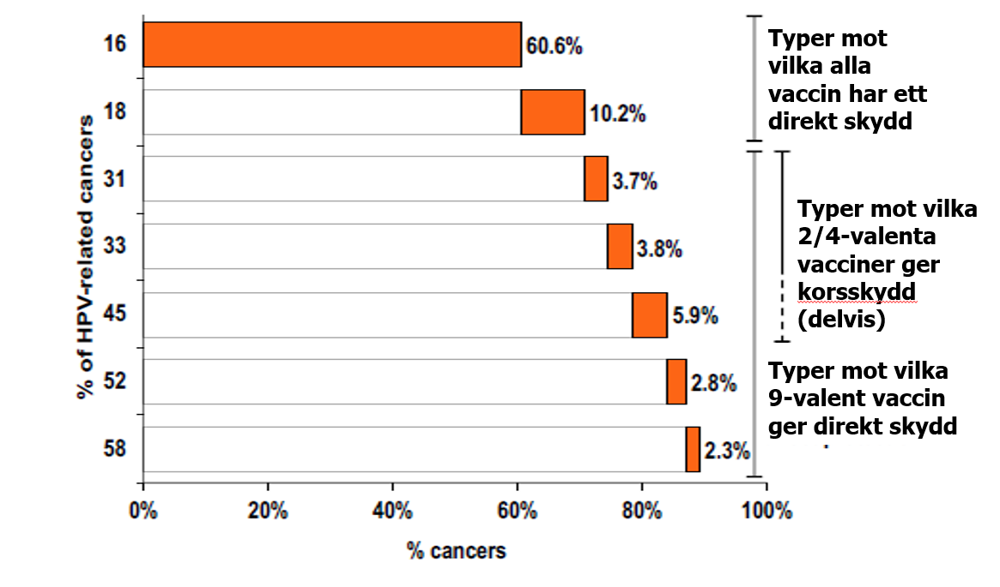 16
60.6%
18
10.2%
31
3.7%
33
3.8%
45
5.9%
52
2.8%
58
2.3%
% of HPV-related cancers
0%
20%
40%
60%
80%
100%
% cancers
Typer mot
vilka alla
vaccin har ett
direkt skydd
Typer mot vilka
2/4-valenta
vacciner ger
korsskydd
(delvis)
Typer mot vilka
9-valent vaccin
ger direkt skydd